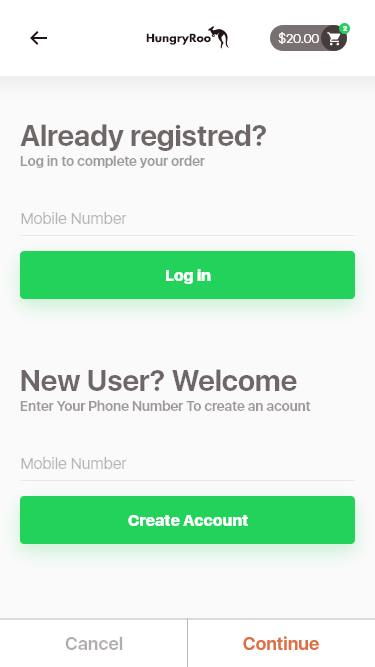 HungryRoo
$20.00
2
Already registred?
Log in to complete your order
Mobile Number
Log in
New User? Welcome
Enter Your Phone Number To create an acount
Mobile Number
Create Account
Cancel
Continue